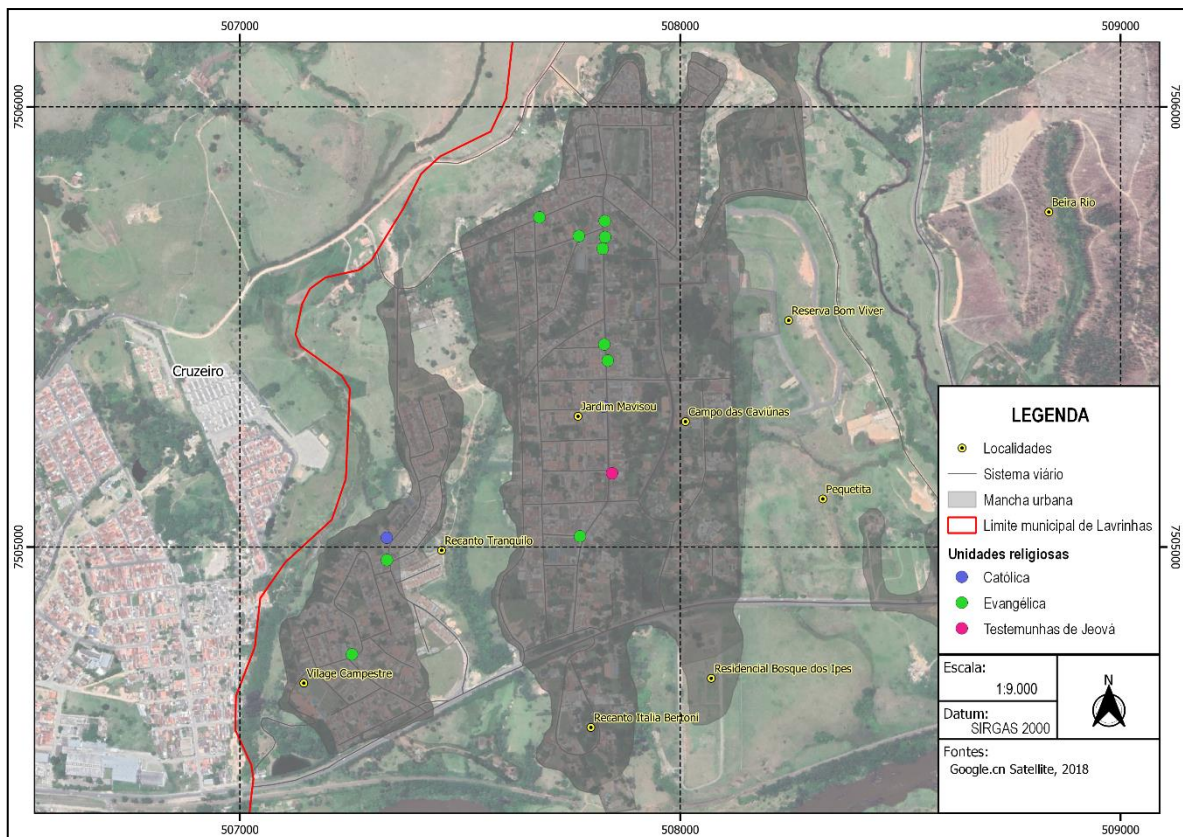 507000
508000
509000
7506000
7506000
Beira Rio
Reserva Bom Viver
Cruzeiro
Jardim Mavisou
Campo das Caviúnas
Pequetita
7505000
7505000
Recanto Tranquilo
Vilage Campestre
Residencial Bosque dos Ipes
Recanto Italia Bertoni
507000
508000
509000
LEGENDA
Localidades
Sistema viário
Mancha urbana
Limite municipal de Lavrinhas
Unidades religiosas
Católica
Evangélica
Testemunhas de Jeová
Escala:
1:9.000
Datum:
SIRGAS 2000
N
Fontes:
Google.cn Satellite, 2018